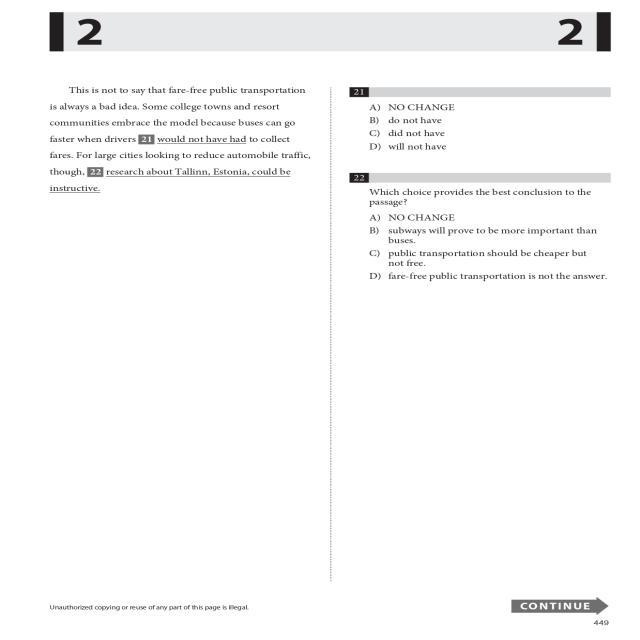 2 2
This is not to say that fare-free public transportation
is always a bad idea. Some college towns and resort
communities embrace the model because buses can go
faster when drivers 21 would not have had to collect
fares. For large cities looking to reduce automobile traffic,
though, 22 research about Tallinn, Estonia, could be
instructive.
21
A) NO CHANGE
B) do not have
C) did not have
D) will not have
22
Which choice provides the best conclusion to the
passage?
A) NO CHANGE
B) subways will prove to be more important than
buses.
C) public transportation should be cheaper but
not free.
D) fare-free public transportation is not the answer.
Unauthorized copying or reuse of any part of this page is illegal.
CONTINUE
449